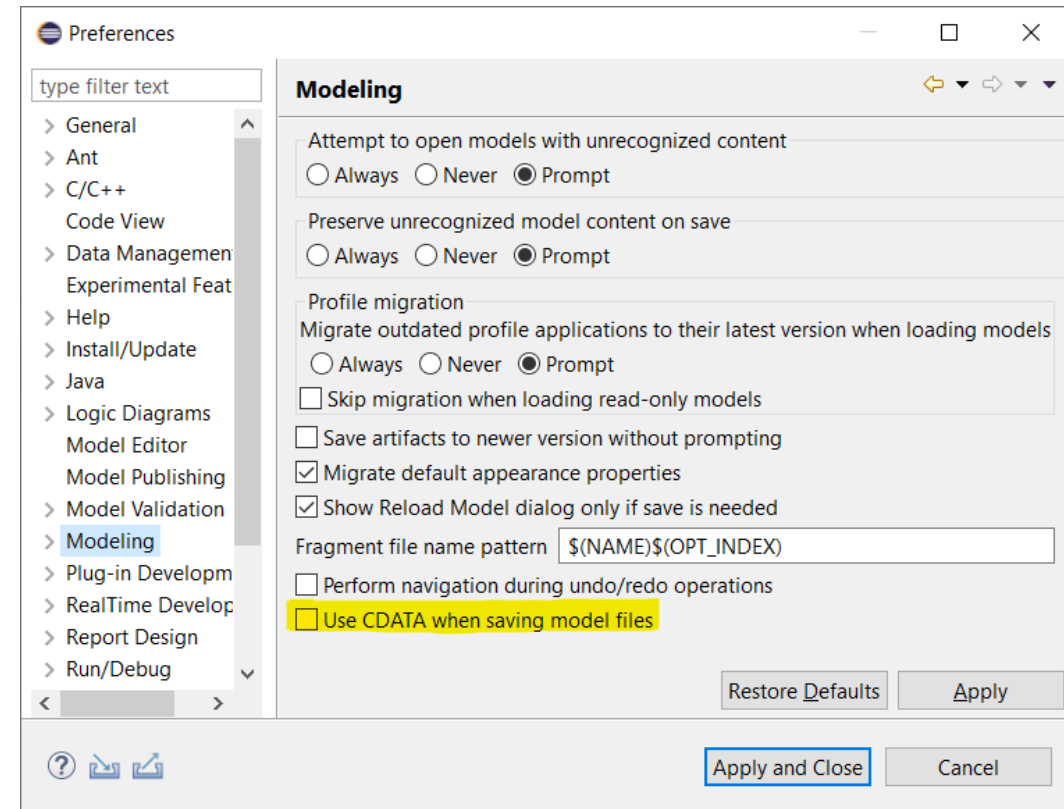 Preferences
type filter text
General
Ant
C/C++
Code View
Data Managemen
Experimental Feat
Help
Install/Update
Java
Logic Diagrams
Model Editor
Model Publishing
Model Validation
Modeling
Plug-in Developm
RealTime Develop
Report Design
Run/Debug
Modeling
Attempt to open models with unrecognized content
Always Never Prompt
Preserve unrecognized model content on save
Always Never Prompt
Profile migration
Migrate outdated profile applications to their latest version when loading models
Always Never Prompt
Skip migration when loading read-only models
Save artifacts to newer version without prompting
Migrate default appearance properties
Show Reload Model dialog only if save is needed
Fragment file name pattern $(NAME)$(OPT_INDEX)
Perform navigation during undo/redo operations
Use CDATA when saving model files
Restore Defaults Apply
Apply and Close Cancel